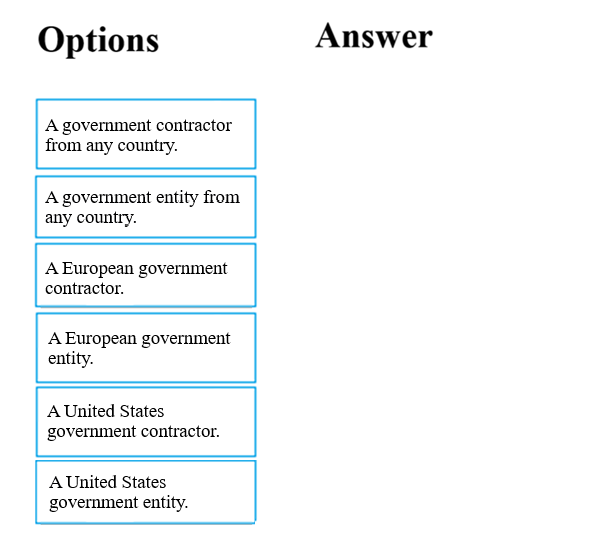 Options
Answer
A government contractor
from any country.
A government entity from
any country.
A European government
contractor.
A European government
entity.
A United States
government contractor.
A United States
government entity.